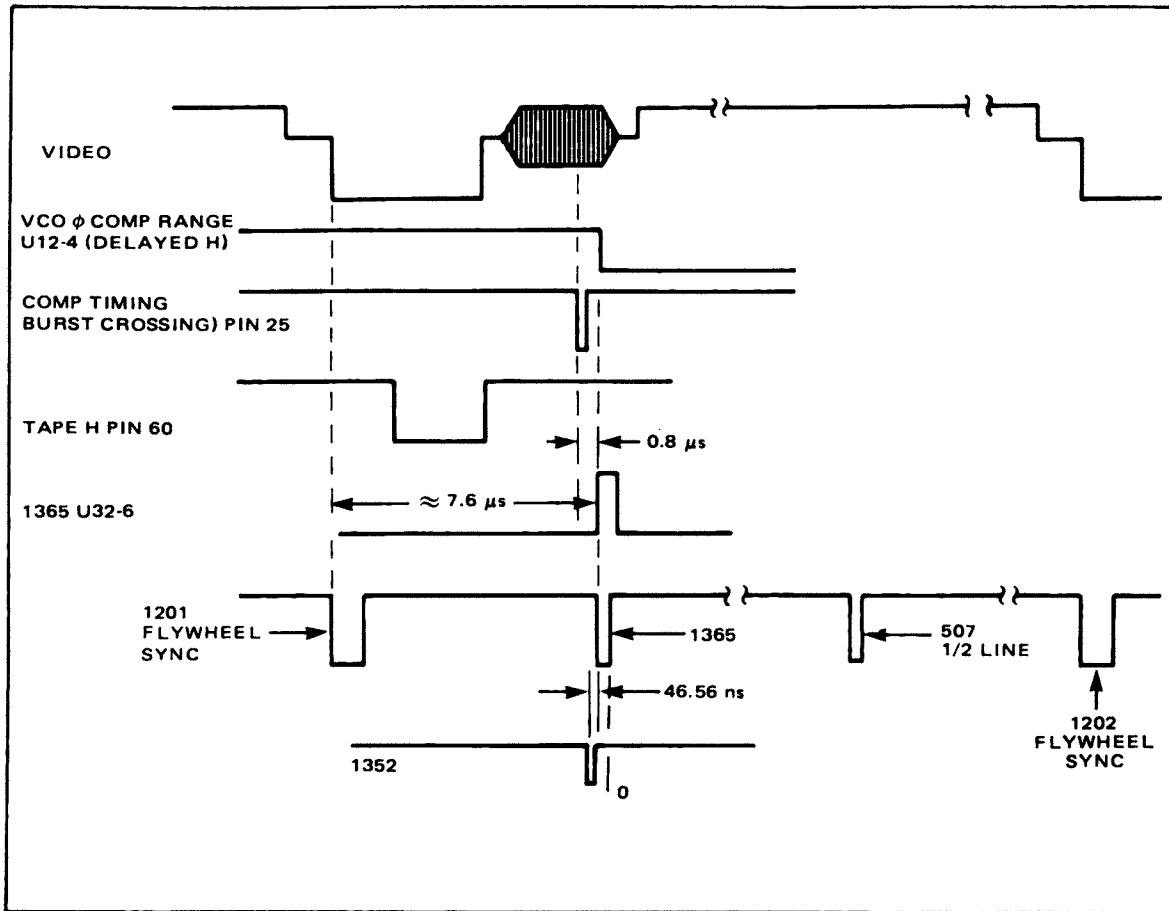 VIDEO
VCO φ COMP RANGE
U12-4 (DELAYED H)
COMP TIMING
BURST CROSSING) PIN 25
TAPE H PIN 60
0.8 μs
≈ 7.6 μs
1365 U32-6
1201
FLYWHEEL
SYNC
1365
507
1/2 LINE
46.56 ns
1202
FLYWHEEL
SYNC
1352
0